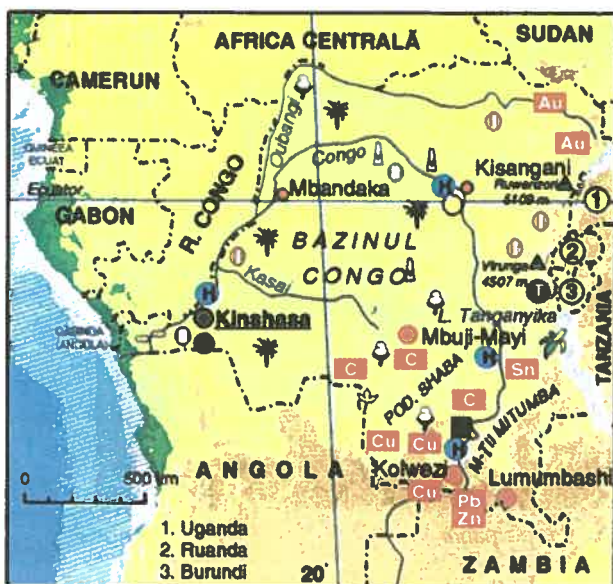 AFRICA CENTRALĂ
SUDAN
CAMERUN
Au
Oubangi
Au
GUINEEA
ECUAT
Congo
Kisangani
Ecuator
Mbandaka
H
Ruwenzori
5109 m
1
GABON
R. CONGO
BAZINUL
CONGO
2
Virunga
4507 m
T
3
Kasai
H
L. Tanganyika
TANZANIA
Kinshasa
CABINDA
(ANGOLA)
Mbuji-Mayi
H
C
C
Sn
POD. SHABA
C
M-ȚII MITUMBA
Cu
Cu
H
ANGOLA
Kolwezi
Lumumbashi
0
500 km
Cu
Pb
Zn
1. Uganda
2. Ruanda
3. Burundi
20°
ZAMBIA